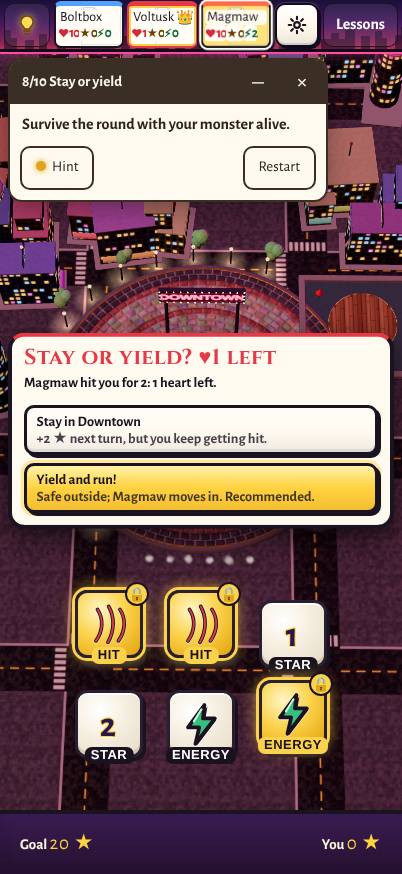 Boltbox
♥10★0⚡0
Voltusk 👑
♥1★0⚡0
Magmaw
♥10★0⚡2
Lessons
8/10 Stay or yield
Survive the round with your monster alive.
Hint
Restart
DOWNTOWN
STAY OR YIELD? ♥1 LEFT
Magmaw hit you for 2: 1 heart left.
Stay in Downtown
+2 ★ next turn, but you keep getting hit.
Yield and run!
Safe outside; Magmaw moves in. Recommended.
HIT
HIT
1
STAR
2
STAR
ENERGY
ENERGY
Goal 20 ★
You 0 ★